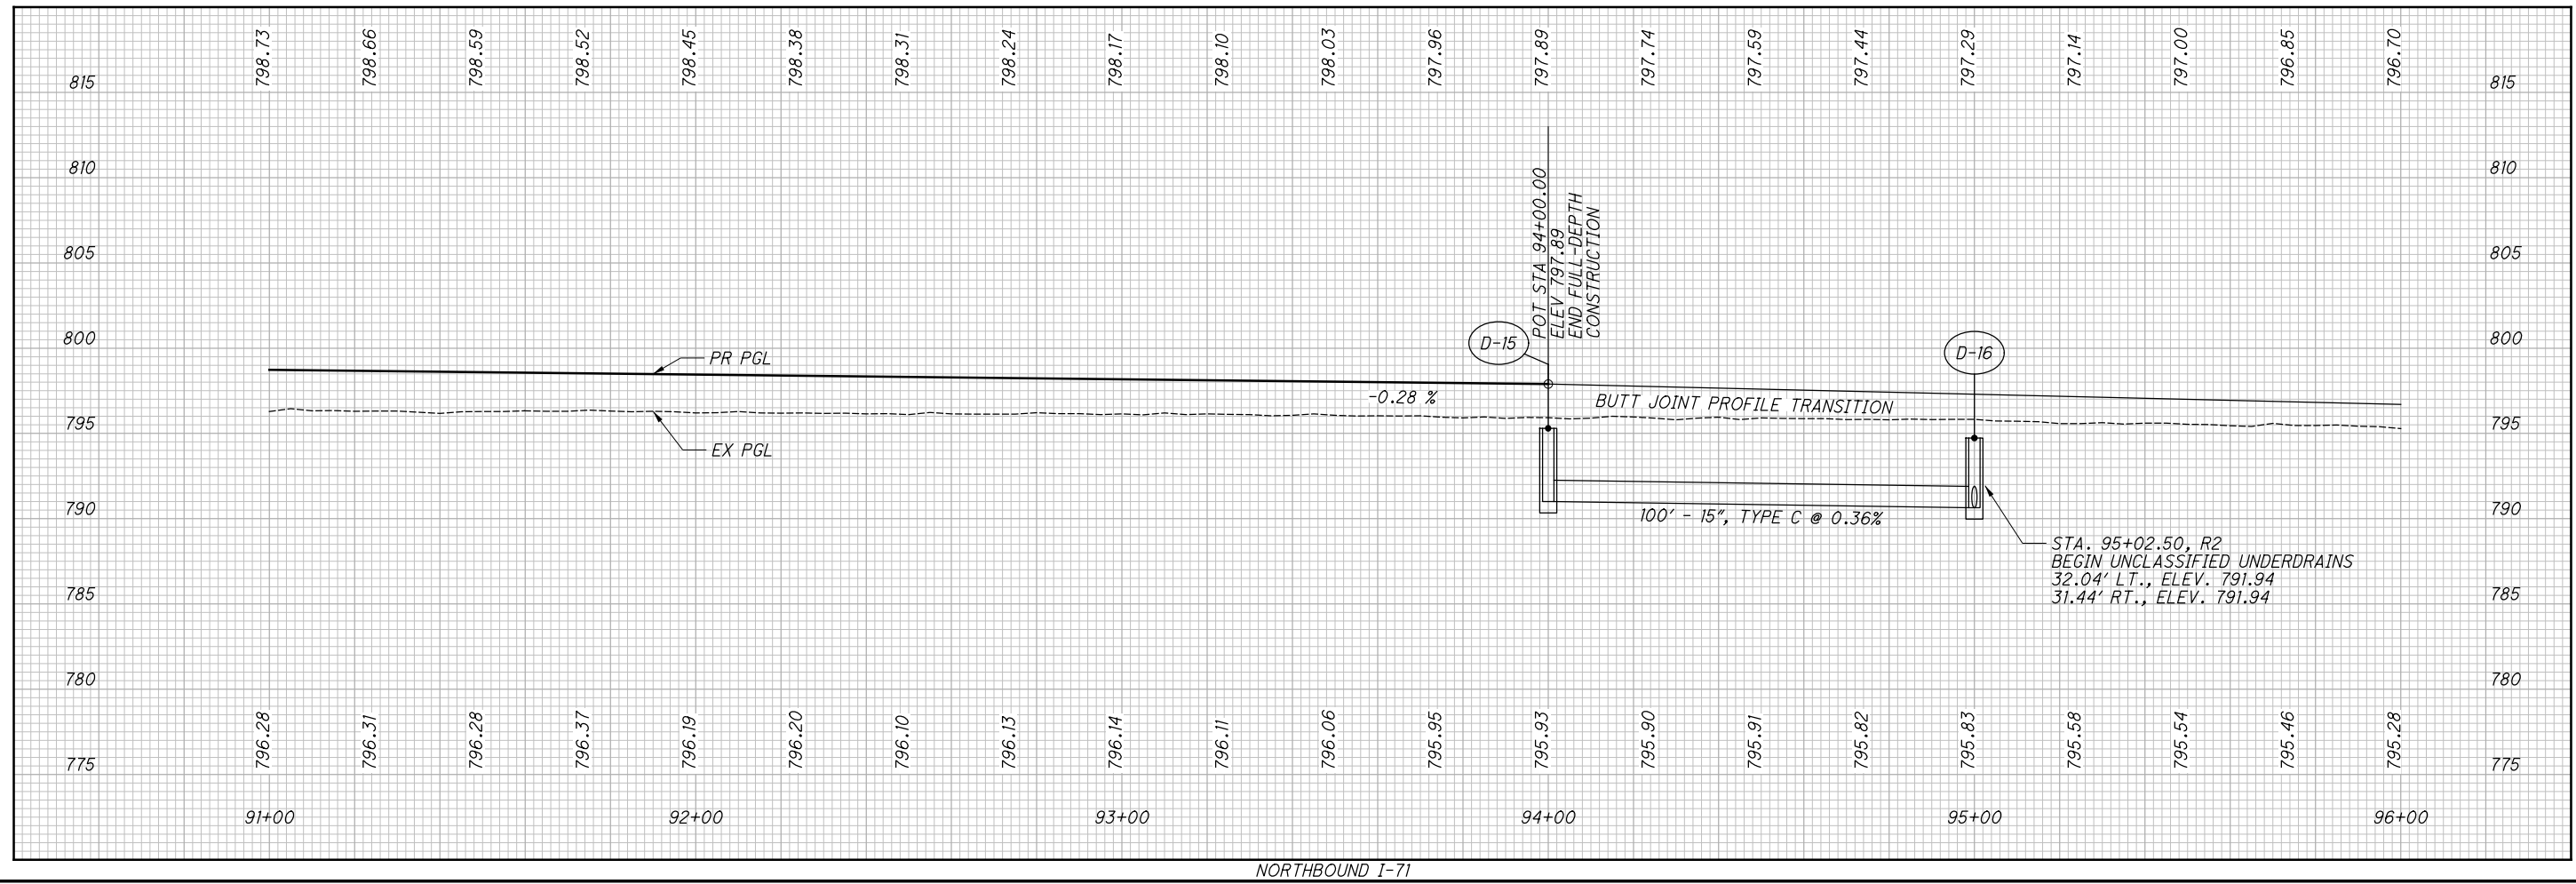 798.73 798.66 798.59 798.52 798.45 798.38 798.31 798.24 798.17 798.10 798.03 797.96 797.89 797.74 797.59 797.44 797.29 797.14 797.00 796.85 796.70
815 815
810 810
805 805
POT STA 94+00.00
ELEV 797.89
END FULL-DEPTH
CONSTRUCTION
800 800
D-15
D-16
PR PGL
-0.28 %
BUTT JOINT PROFILE TRANSITION
795 795
EX PGL
790 790
100' - 15", TYPE C @ 0.36%
STA. 95+02.50, R2
BEGIN UNCLASSIFIED UNDERDRAINS
32.04' LT., ELEV. 791.94
31.44' RT., ELEV. 791.94
785 785
780 780
796.28 796.31 796.28 796.37 796.19 796.20 796.10 796.13 796.14 796.11 796.06 795.95 795.93 795.90 795.91 795.82 795.83 795.58 795.54 795.46 795.28
775 775
91+00 92+00 93+00 94+00 95+00 96+00
NORTHBOUND I-71